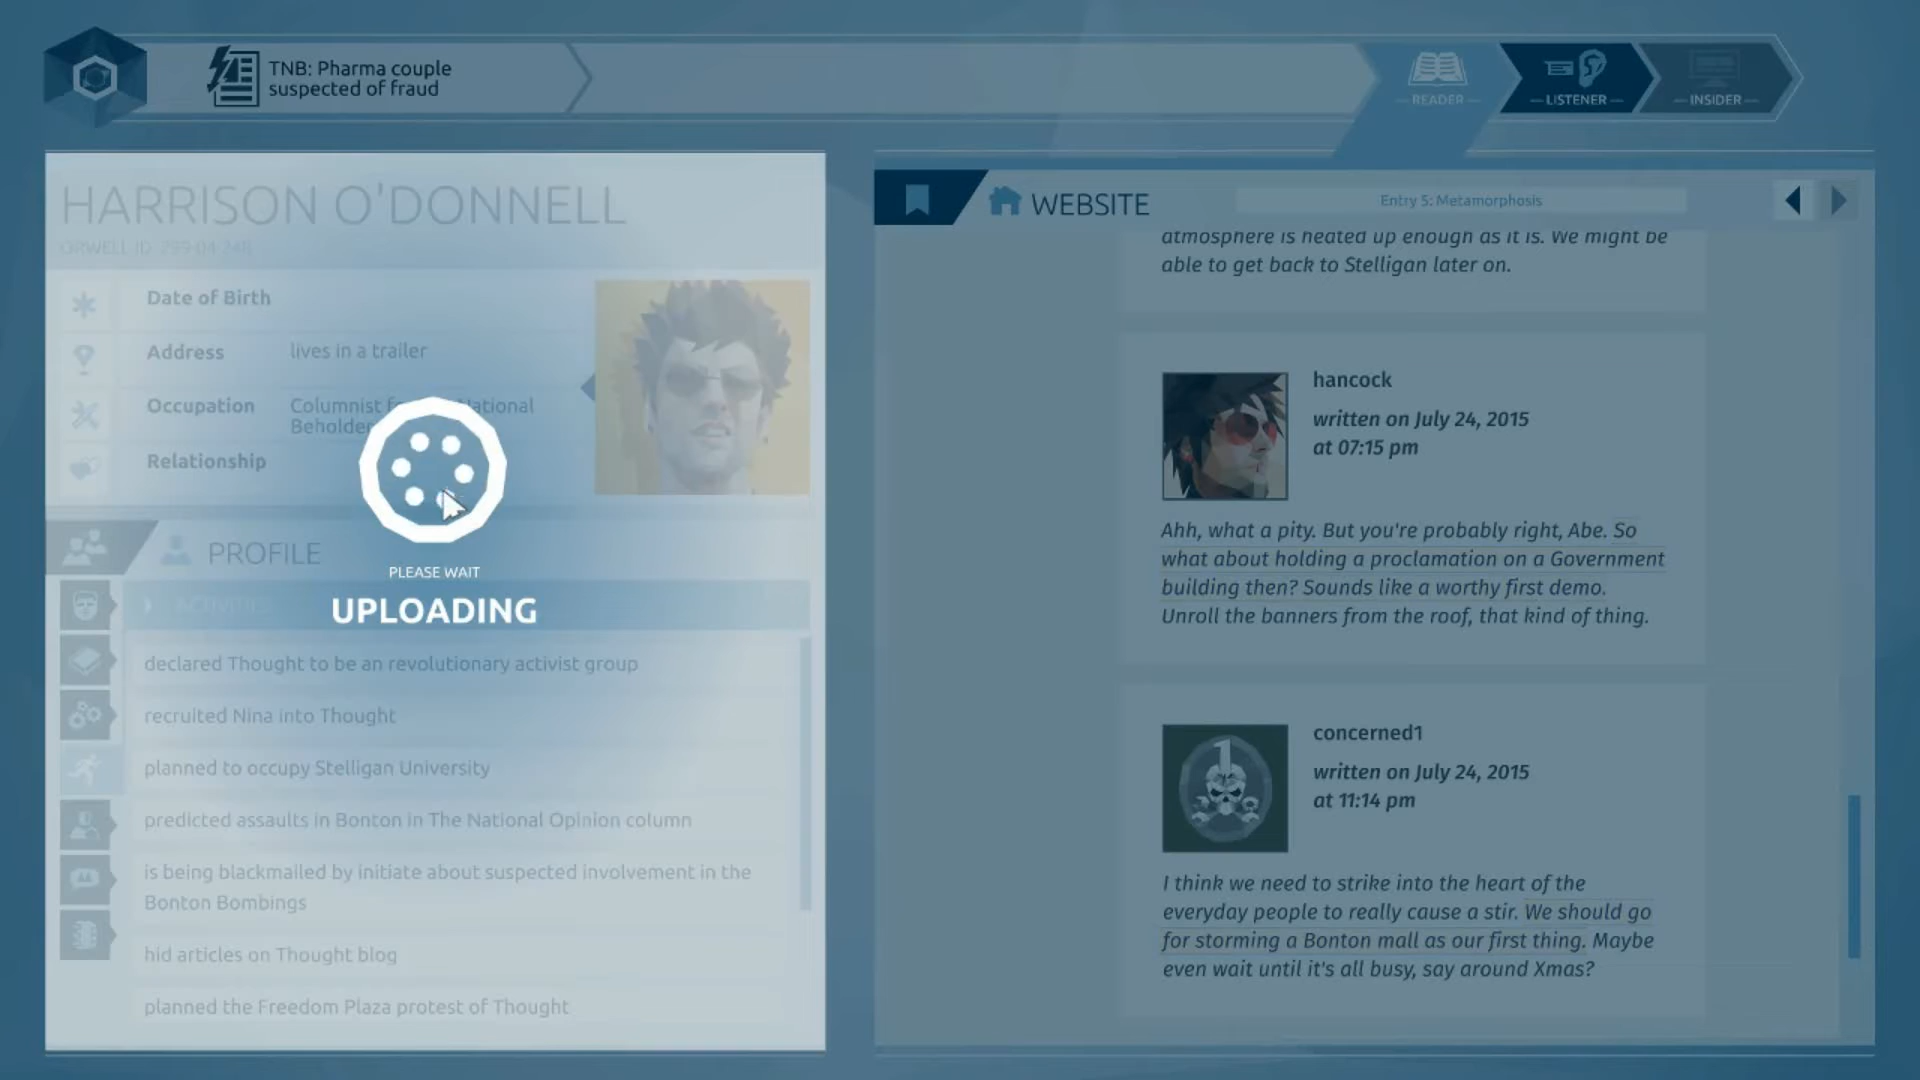 TNB: Pharma couple
suspected of fraud
READER
LISTENER
INSIDER
HARRISON O'DONNELL
ORWELL ID: 299-04-248
Date of Birth
Address lives in a trailer
Occupation Columnist National
Beholder
Relationship
PROFILE
PLEASE WAIT
UPLOADING
declared Thought to be an revolutionary activist group
recruited Nina into Thought
planned to occupy Stelligan University
predicted assaults in Bonton in The National Opinion column
is being blackmailed by initiate about suspected involvement in the
Bonton Bombings
hid articles on Thought blog
planned the Freedom Plaza protest of Thought
WEBSITE
Entry 5: Metamorphosis
atmosphere is heated up enough as it is. We might be
able to get back to Stelligan later on.
hancock
written on July 24, 2015
at 07:15 pm
Ahh, what a pity. But you're probably right, Abe. So
what about holding a proclamation on a Government
building then? Sounds like a worthy first demo.
Unroll the banners from the roof, that kind of thing.
concerned1
written on July 24, 2015
at 11:14 pm
I think we need to strike into the heart of the
everyday people to really cause a stir. We should go
for storming a Bonton mall as our first thing. Maybe
even wait until it's all busy, say around Xmas?